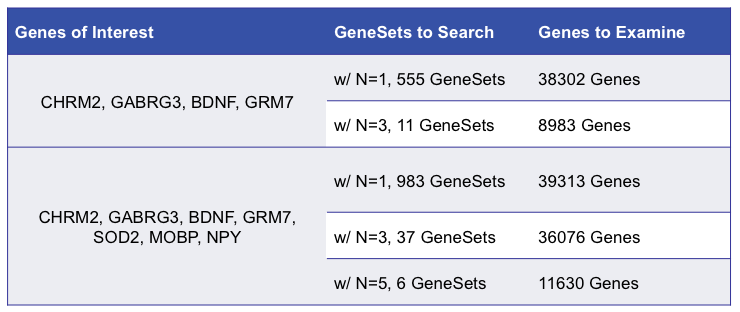 Genes of Interest GeneSets to Search Genes to Examine
CHRM2, GABRG3, BDNF, GRM7
w/ N=1, 555 GeneSets 38302 Genes
w/ N=3, 11 GeneSets 8983 Genes
CHRM2, GABRG3, BDNF, GRM7,
SOD2, MOBP, NPY
w/ N=1, 983 GeneSets 39313 Genes
w/ N=3, 37 GeneSets 36076 Genes
w/ N=5, 6 GeneSets 11630 Genes